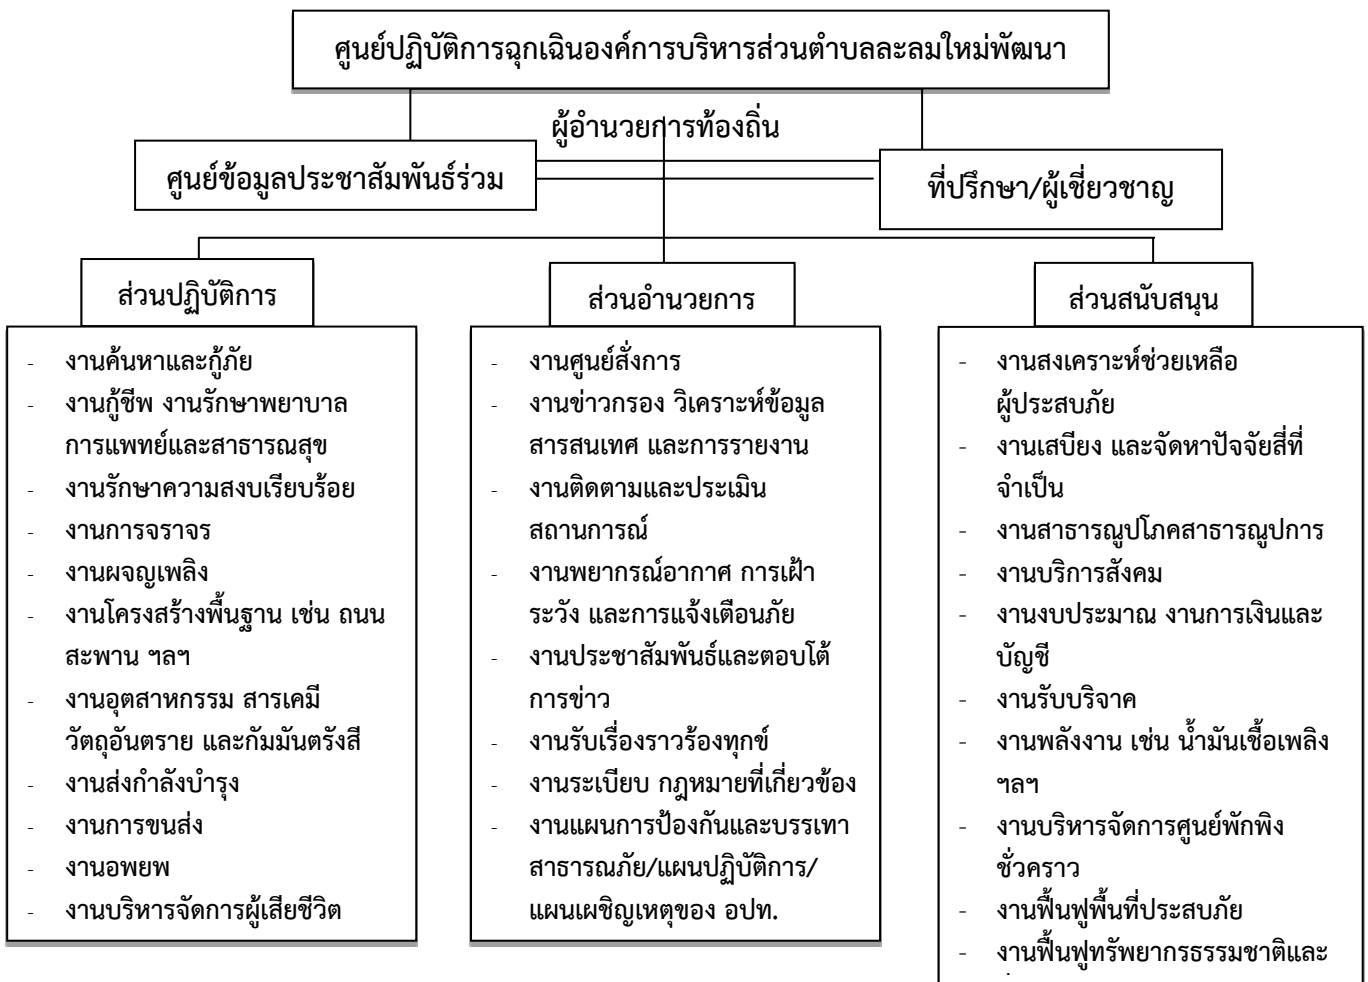 ศูนย์ปฏิบัติการฉุกเฉินองค์การบริหารส่วนตำบลละลมใหม่พัฒนา
ผู้อำนวยการท้องถิ่น
ศูนย์ข้อมูลประชาสัมพันธ์ร่วม
ที่ปรึกษา/ผู้เชี่ยวชาญ
ส่วนปฏิบัติการ
- งานค้นหาและกู้ภัย
- งานกู้ชีพ งานรักษาพยาบาล
การแพทย์และสาธารณสุข
- งานรักษาความสงบเรียบร้อย
- งานการจราจร
- งานผจญเพลิง
- งานโครงสร้างพื้นฐาน เช่น ถนน
สะพาน ฯลฯ
- งานอุตสาหกรรม สารเคมี
วัตถุอันตราย และกัมมันตรังสี
- งานส่งกำลังบำรุง
- งานการขนส่ง
- งานอพยพ
- งานบริหารจัดการผู้เสียชีวิต
ส่วนอำนวยการ
- งานศูนย์สั่งการ
- งานข่าวกรอง วิเคราะห์ข้อมูล
สารสนเทศ และการรายงาน
- งานติดตามและประเมิน
สถานการณ์
- งานพยากรณ์อากาศ การเฝ้า
ระวัง และการแจ้งเตือนภัย
- งานประชาสัมพันธ์และตอบโต้
การข่าว
- งานรับเรื่องราวร้องทุกข์
- งานระเบียบ กฎหมายที่เกี่ยวข้อง
- งานแผนการป้องกันและบรรเทา
สาธารณภัย/แผนปฏิบัติการ/
แผนเผชิญเหตุของ อปท.
ส่วนสนับสนุน
- งานสงเคราะห์ช่วยเหลือ
ผู้ประสบภัย
- งานเสบียง และจัดหาปัจจัยสี่ที่
จำเป็น
- งานสาธารณูปโภคสาธารณูปการ
- งานบริการสังคม
- งานงบประมาณ งานการเงินและ
บัญชี
- งานรับบริจาค
- งานพลังงาน เช่น น้ำมันเชื้อเพลิง
ฯลฯ
- งานบริหารจัดการศูนย์พักพิง
ชั่วคราว
- งานฟื้นฟูพื้นที่ประสบภัย
- งานฟื้นฟูทรัพยากรธรรมชาติและ